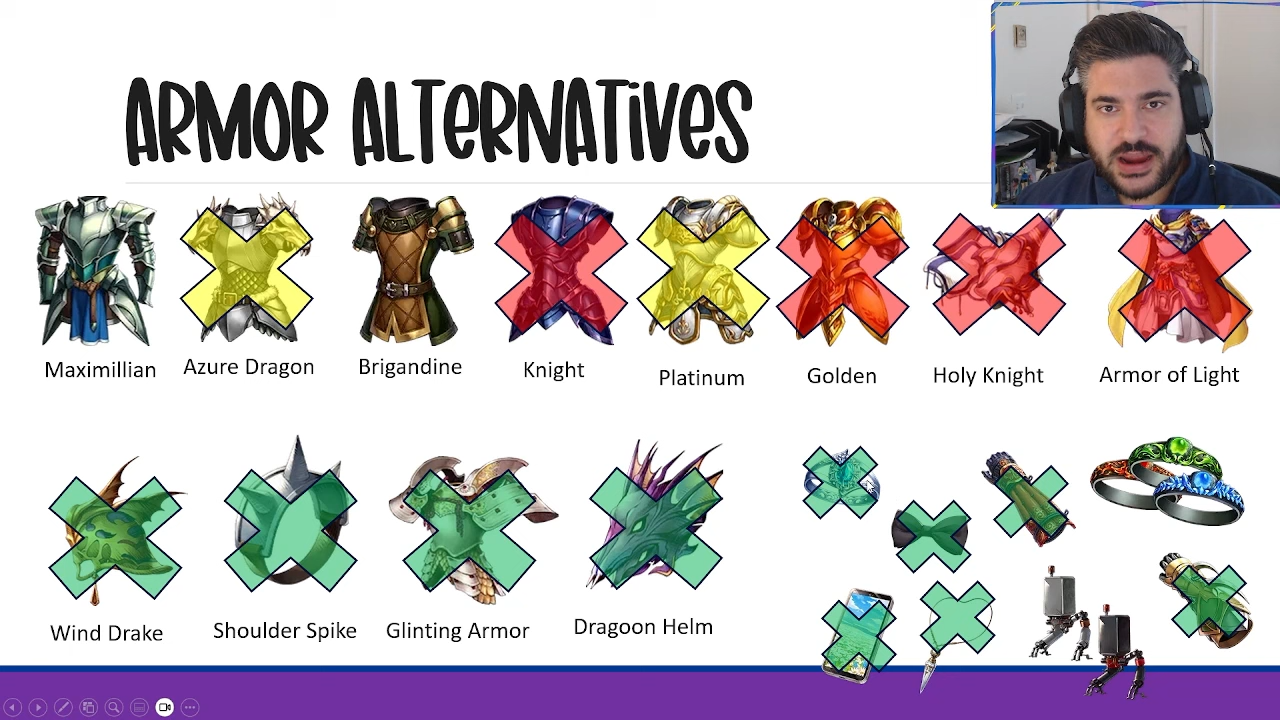 ARMOR ALTERNATIVES
Maximillian
Azure Dragon
Brigandine
Knight
Platinum
Golden
Holy Knight
Armor of Light
Wind Drake
Shoulder Spike
Glinting Armor
Dragoon Helm